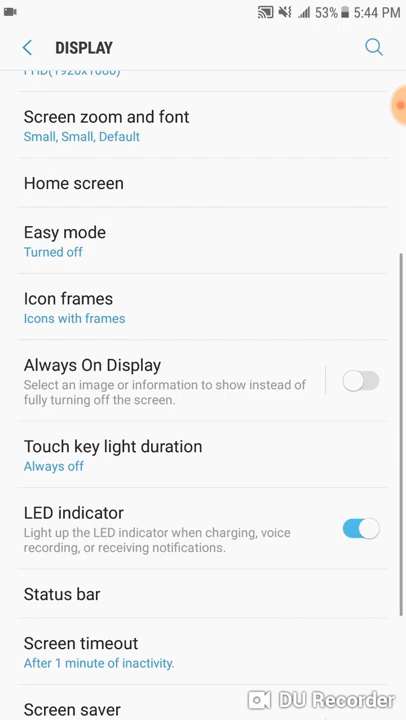 53% 5:44 PM
DISPLAY
FHD(1920x1080)
Screen zoom and font
Small, Small, Default
Home screen
Easy mode
Turned off
Icon frames
Icons with frames
Always On Display
Select an image or information to show instead of
fully turning off the screen.
Touch key light duration
Always off
LED indicator
Light up the LED indicator when charging, voice
recording, or receiving notifications.
Status bar
Screen timeout
After 1 minute of inactivity.
Screen saver
DU Recorder